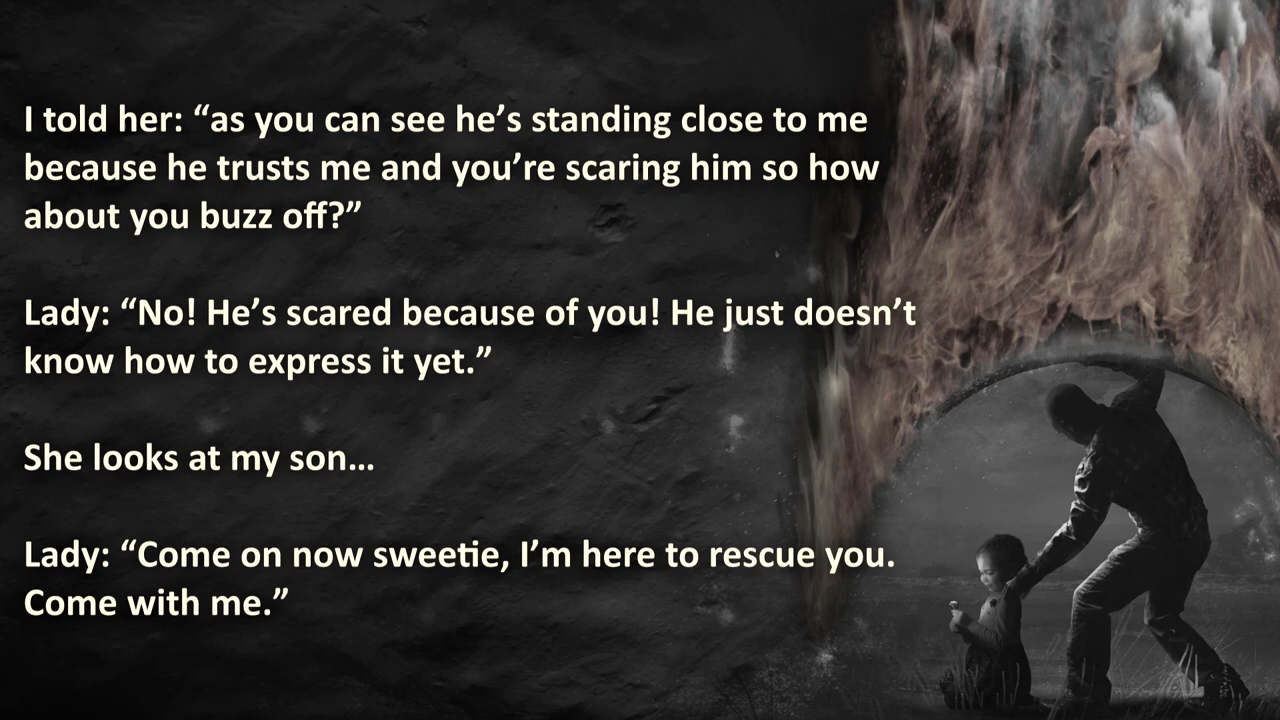 I told her: “as you can see he’s standing close to me
because he trusts me and you’re scaring him so how
about you buzz off?”
Lady: “No! He’s scared because of you! He just doesn’t
know how to express it yet.”
She looks at my son…
Lady: “Come on now sweetie, I’m here to rescue you.
Come with me.”